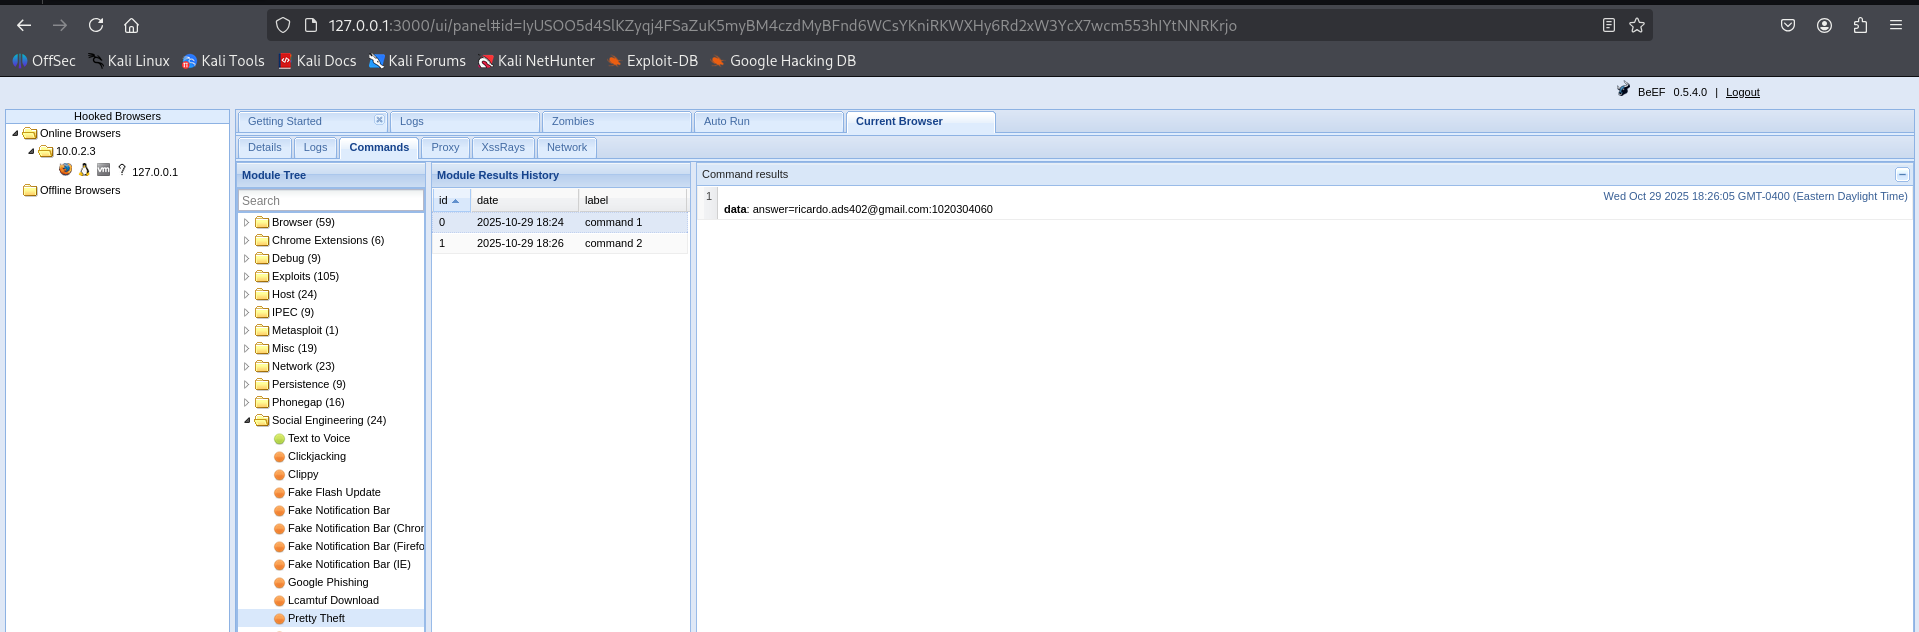 127.0.0.1:3000/ui/panel#id=IyUSOO5d4SlKZyqj4FSaZuK5myBM4czdMyBFnd6WCsYKniRKWXHy6Rd2xW3YcX7wcm553hIYtNNRKrjo
OffSec Kali Linux Kali Tools Kali Docs Kali Forums Kali NetHunter Exploit-DB Google Hacking DB
BeEF 0.5.4.0 | Logout
Hooked Browsers
Online Browsers
10.0.2.3
vm ? 127.0.0.1
Offline Browsers
Getting Started Logs Zombies Auto Run Current Browser
Details Logs Commands Proxy XssRays Network
Module Tree
Search
Browser (59)
Chrome Extensions (6)
Debug (9)
Exploits (105)
Host (24)
IPEC (9)
Metasploit (1)
Misc (19)
Network (23)
Persistence (9)
Phonegap (16)
Social Engineering (24)
Text to Voice
Clickjacking
Clippy
Fake Flash Update
Fake Notification Bar
Fake Notification Bar (Chror
Fake Notification Bar (Firefo
Fake Notification Bar (IE)
Google Phishing
Lcamtuf Download
Pretty Theft
Module Results History
id date label
0 2025-10-29 18:24 command 1
1 2025-10-29 18:26 command 2
Command results
1 Wed Oct 29 2025 18:26:05 GMT-0400 (Eastern Daylight Time)
data: answer=ricardo.ads402@gmail.com:1020304060